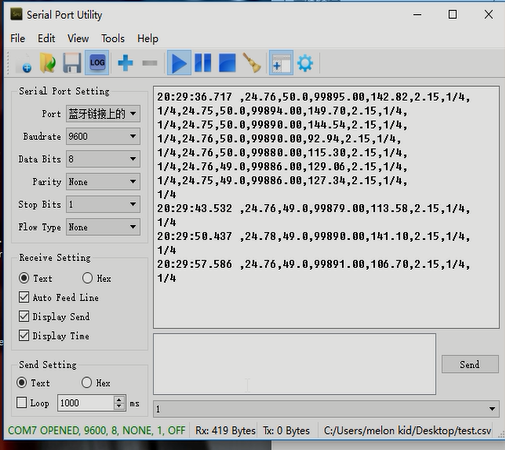 Serial Port Utility
File Edit View Tools Help
LOG
Serial Port Setting
Port 蓝牙链接上的
Baudrate 9600
Data Bits 8
Parity None
Stop Bits 1
Flow Type None
Receive Setting
Text Hex
Auto Feed Line
Display Send
Display Time
Send Setting
Text Hex
Loop 1000 ms
20:29:36.717 ,24.76,50.0,99895.00,142.82,2.15,1/4,
1/4,24.75,50.0,99894.00,149.70,2.15,1/4,
1/4,24.75,50.0,99890.00,144.54,2.15,1/4,
1/4,24.75,50.0,99890.00,92.94,2.15,1/4,
1/4,24.76,50.0,99880.00,115.30,2.15,1/4,
1/4,24.76,49.0,99886.00,129.06,2.15,1/4,
1/4,24.75,49.0,99886.00,127.34,2.15,1/4,
1/4
20:29:43.532 ,24.76,49.0,99879.00,113.58,2.15,1/4,
1/4
20:29:50.437 ,24.78,49.0,99890.00,141.10,2.15,1/4,
1/4
20:29:57.586 ,24.76,49.0,99891.00,106.70,2.15,1/4,
1/4
Send
1
COM7 OPENED, 9600, 8, NONE, 1, OFF Rx: 419 Bytes Tx: 0 Bytes C:/Users/melon kid/Desktop/test.csv